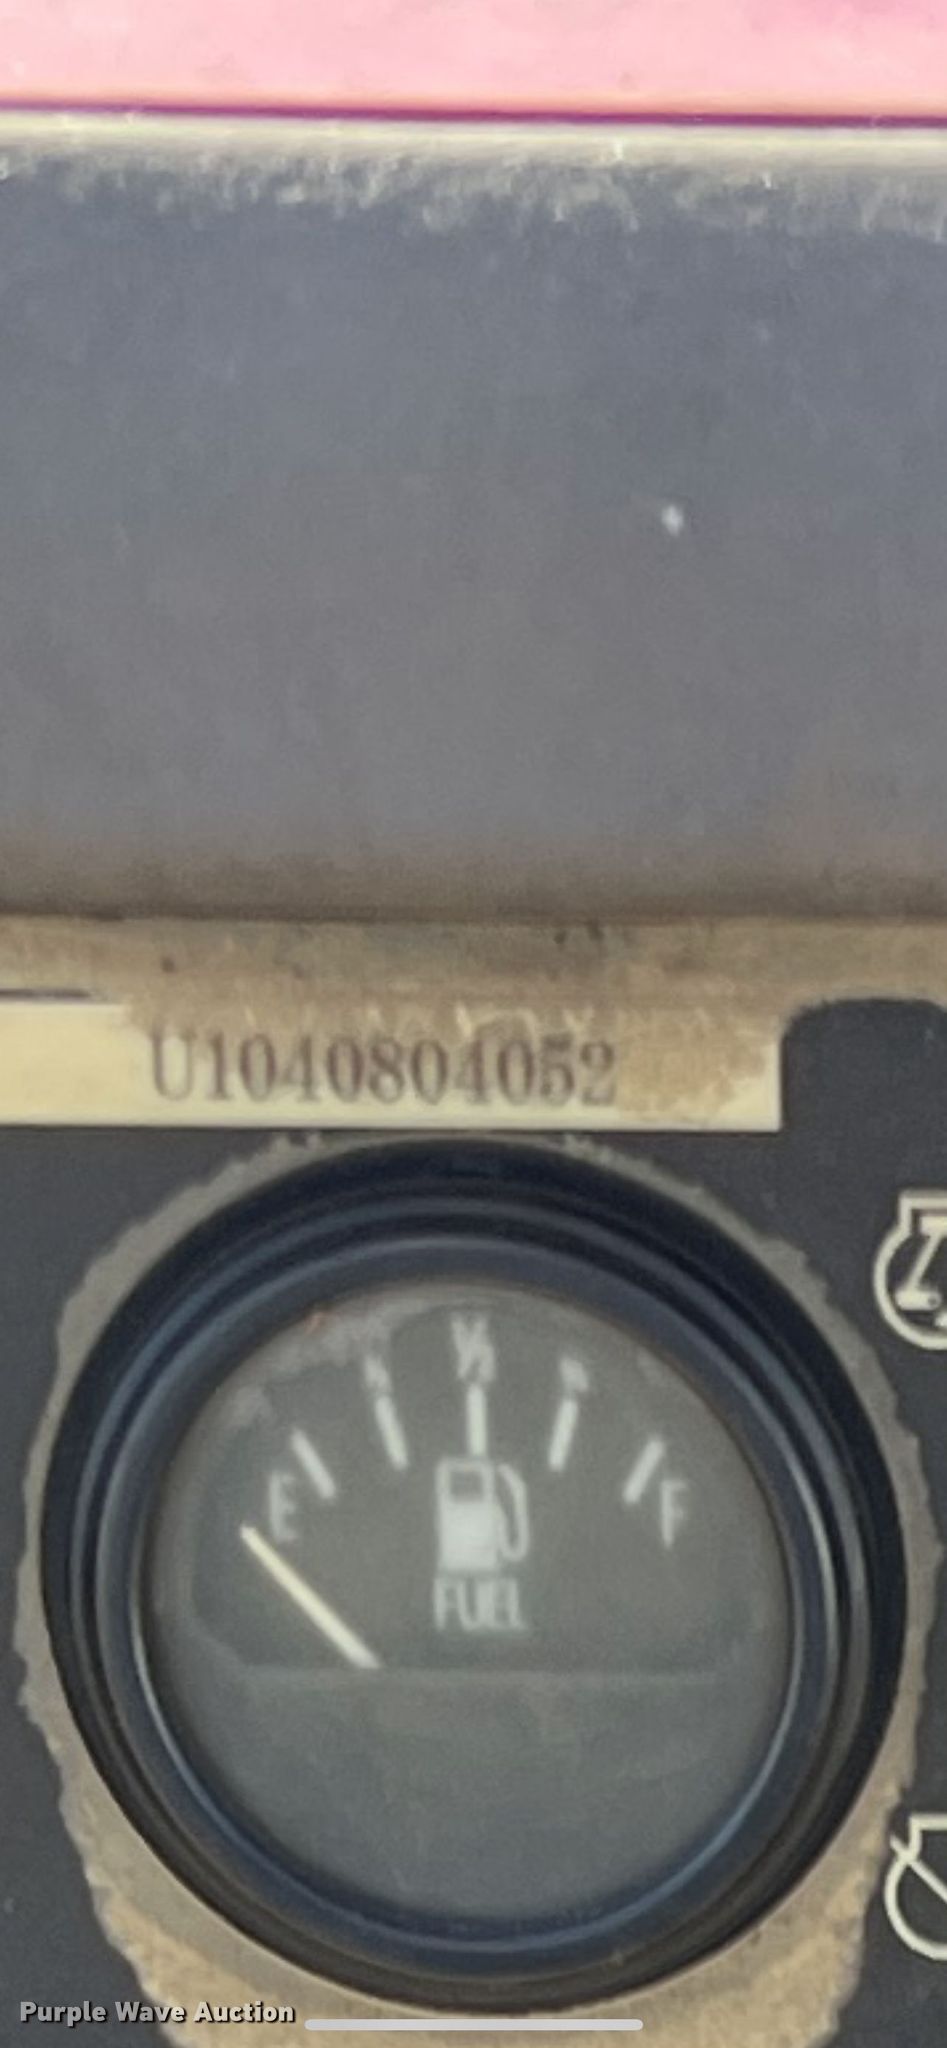 U1040804052
½
E
F
FUEL
Purple Wave Auction